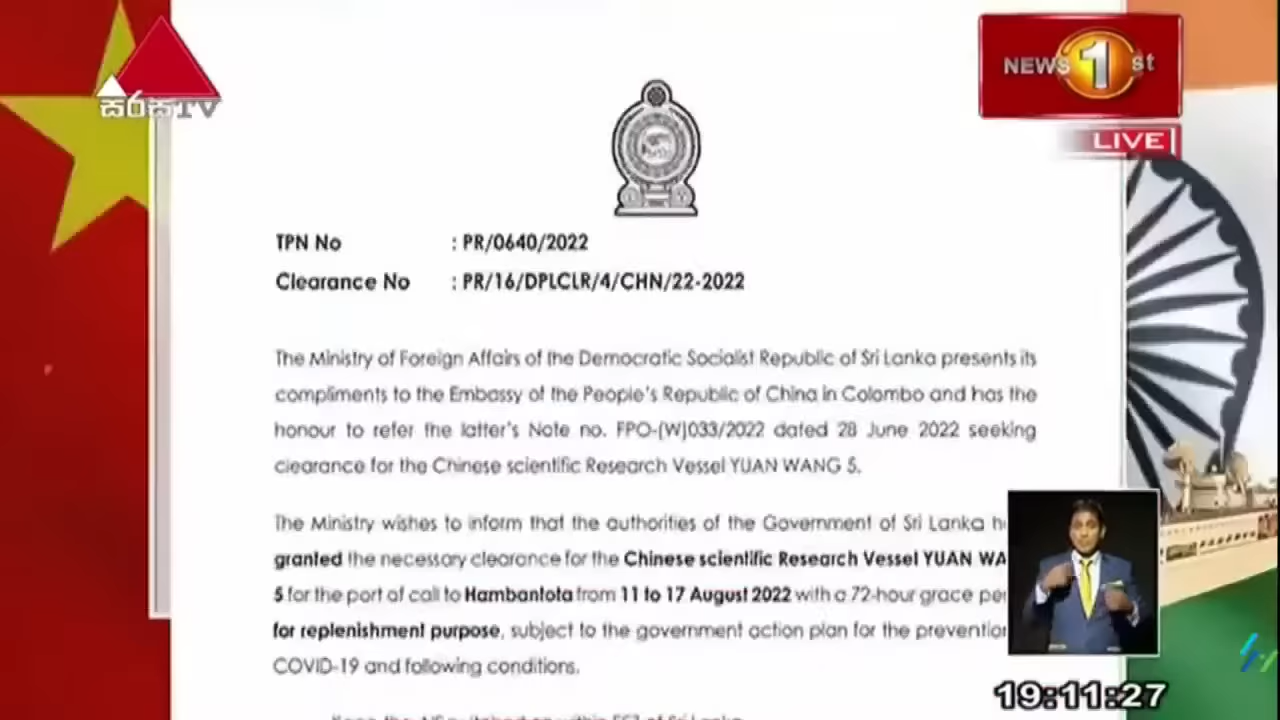 සිරස TV
NEWS 1st
LIVE
TPN No : PR/0640/2022
Clearance No : PR/16/DPLCLR/4/CHN/22-2022
The Ministry of Foreign Affairs of the Democratic Socialist Republic of Sri Lanka presents its
compliments to the Embassy of the People's Republic of China in Colombo and has the
honour to refer the latter's Note no. FPO-(W)033/2022 dated 28 June 2022 seeking
clearance for the Chinese scientific Research Vessel YUAN WANG 5.
The Ministry wishes to inform that the authorities of the Government of Sri Lanka h
granted the necessary clearance for the Chinese scientific Research Vessel YUAN WA
5 for the port of call to Hambantota from 11 to 17 August 2022 with a 72-hour grace per
for replenishment purpose, subject to the government action plan for the prevention
COVID-19 and following conditions.
19:11:27